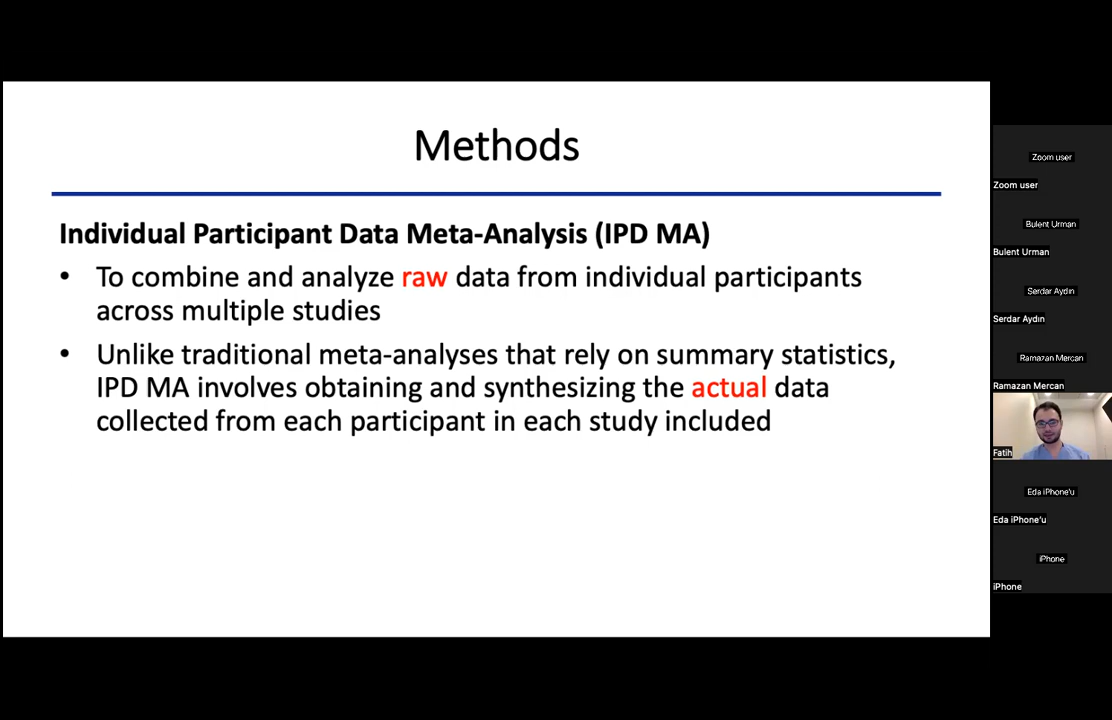 Methods
Individual Participant Data Meta-Analysis (IPD MA)
• To combine and analyze raw data from individual participants
across multiple studies
• Unlike traditional meta-analyses that rely on summary statistics,
IPD MA involves obtaining and synthesizing the actual data
collected from each participant in each study included
Zoom user
Zoom user
Bulent Urman
Bulent Urman
Serdar Aydın
Serdar Aydın
Ramazan Mercan
Ramazan Mercan
Fatih
Eda iPhone'u
Eda iPhone'u
iPhone
iPhone